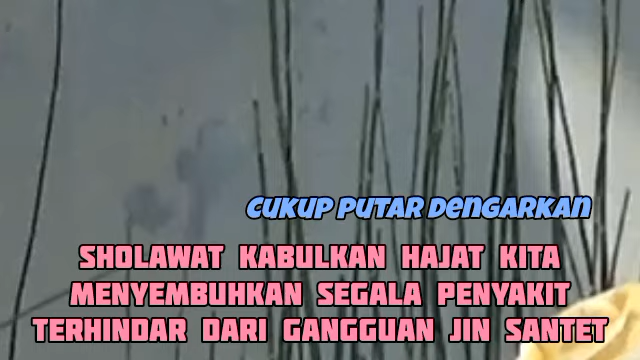 CUKUP PUTAR DENGARKAN
SHOLAWAT KABULKAN HAJAT KITA
MENYEMBUHKAN SEGALA PENYAKIT
TERHINDAR DARI GANGGUAN JIN SANTET